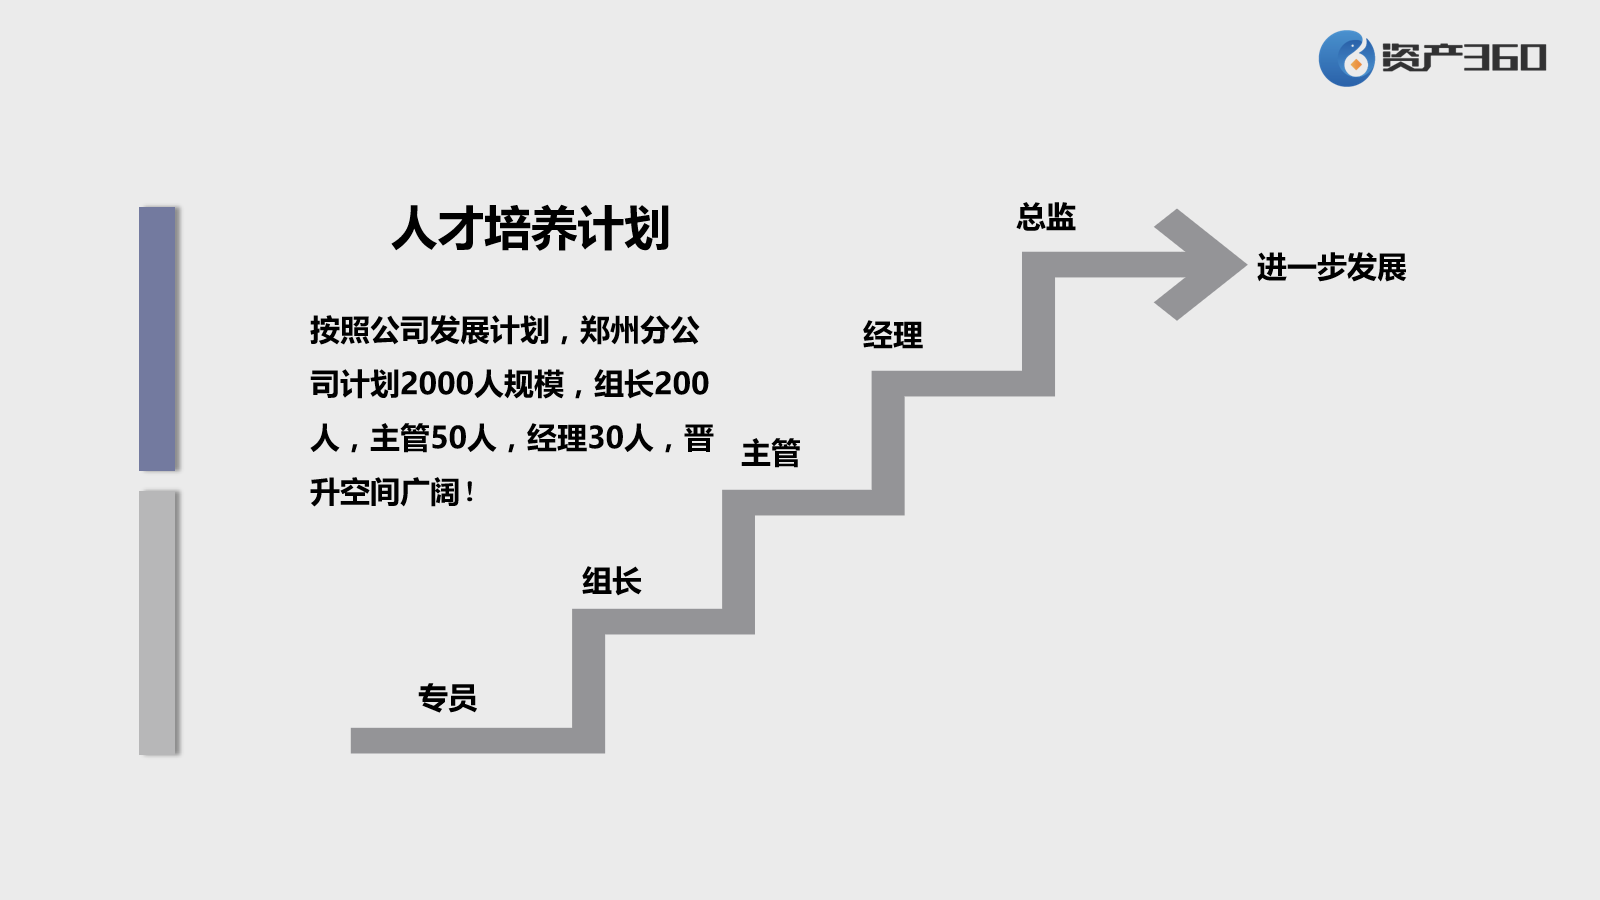 资产360
人才培养计划
按照公司发展计划，郑州分公
司计划2000人规模，组长200
人，主管50人，经理30人，晋
升空间广阔！
总监
进一步发展
经理
主管
组长
专员